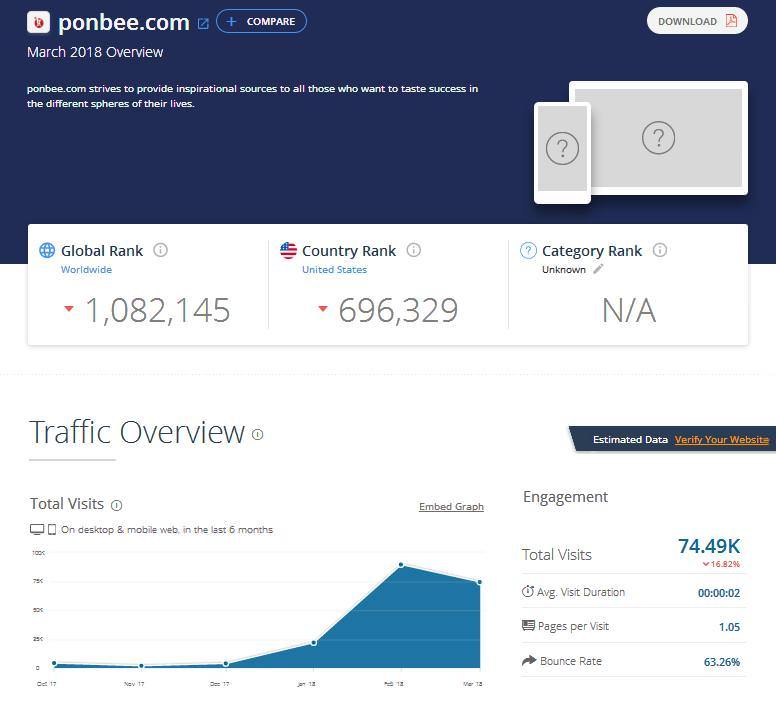 ponbee.com
+ COMPARE
DOWNLOAD
March 2018 Overview
ponbee.com strives to provide inspirational sources to all those who want to taste success in
the different spheres of their lives.
Global Rank
Worldwide
1,082,145
Country Rank
United States
696,329
Category Rank
Unknown
N/A
Traffic Overview
Estimated Data Verify Your Website
Total Visits
Embed Graph
On desktop & mobile web, in the last 6 months
100K
75K
50K
25K
0
Oct '17
Nov '17
Dec '17
Jan '18
Feb '18
Mar '18
Engagement
Total Visits 74.49K
16.82%
Avg. Visit Duration 00:00:02
Pages per Visit 1.05
Bounce Rate 63.26%